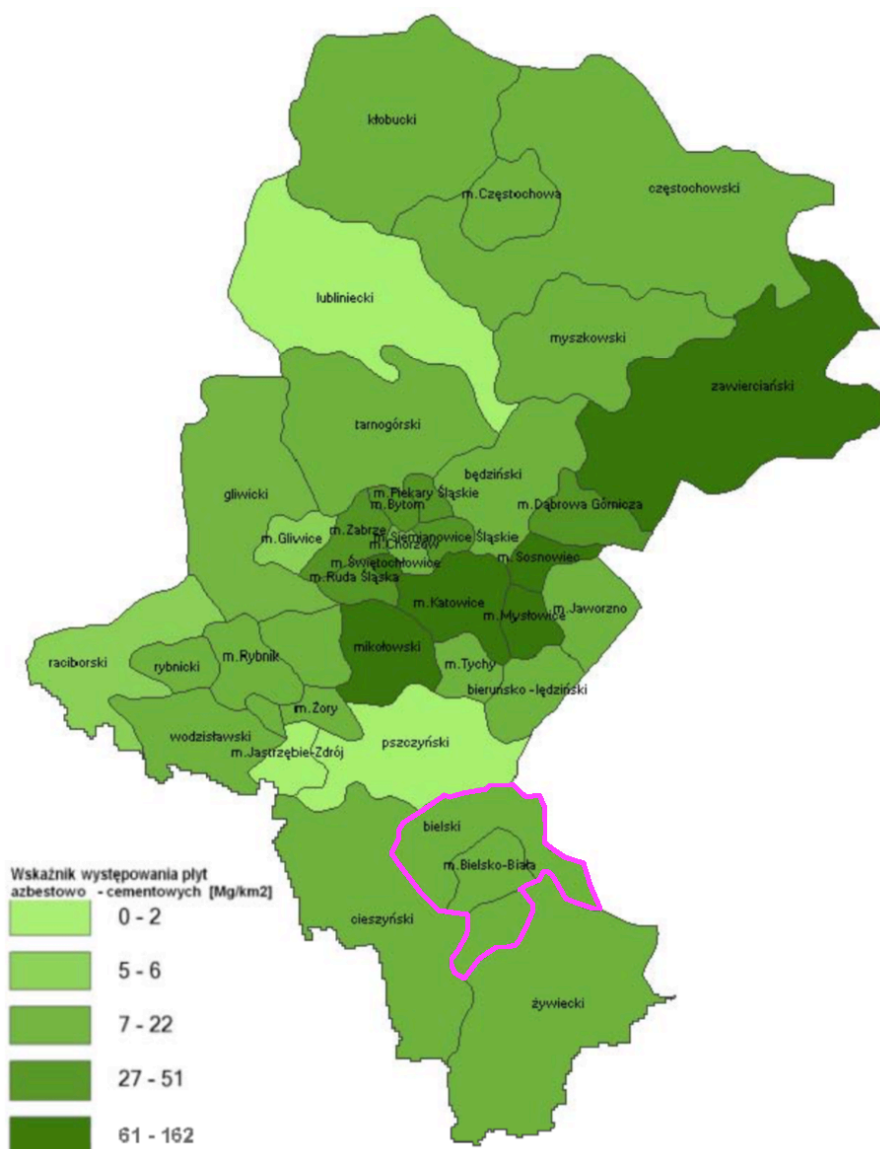 kłobucki
m.Częstochowa
częstochowski
lubliniecki
myszkowski
zawierciański
tarnogórski
będziński
gliwicki
m.Piekary Śląskie
m.Bytom
m.Dąbrowa Górnicza
m.Zabrze
m.Siemianowice Śląskie
m.Gliwice
m.Chorzów
m.Sosnowiec
m.Świętochłowice
m.Ruda Śląska
m.Katowice
m.Mysłowice
m.Jaworzno
mikołowski
m.Rybnik
raciborski
rybnicki
m.Tychy
bieruńsko -lędziński
m.Żory
wodzisławski
pszczyński
m.Jastrzębie-Zdrój
bielski
m.Bielsko-Biała
cieszyński
żywiecki
Wskaźnik występowania płyt
azbestowo - cementowych [Mg/km2]
0 - 2
5 - 6
7 - 22
27 - 51
61 - 162